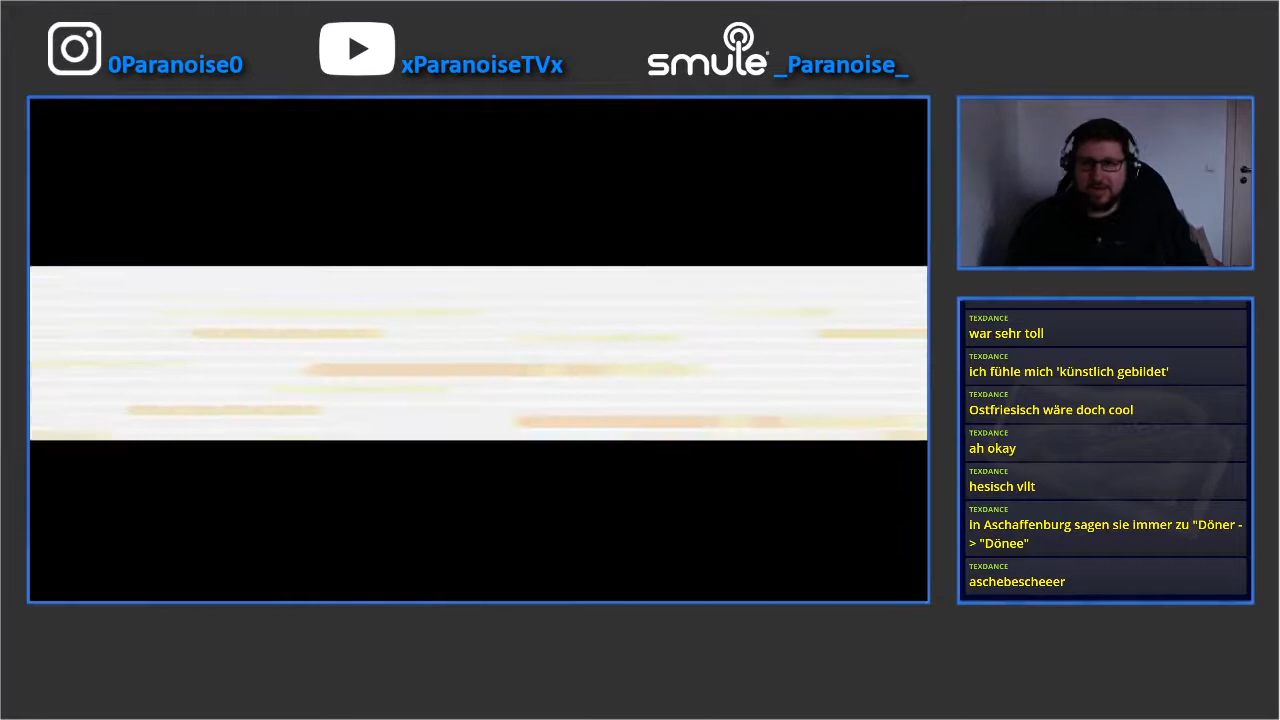 0Paranoise0
xParanoiseTVx
smule _Paranoise_
TEXDANCE
war sehr toll
TEXDANCE
ich fühle mich 'künstlich gebildet'
TEXDANCE
Ostfriesisch wäre doch cool
TEXDANCE
ah okay
TEXDANCE
hesisch vllt
TEXDANCE
in Aschaffenburg sagen sie immer zu "Döner -
> "Dönee"
TEXDANCE
aschebescheeer